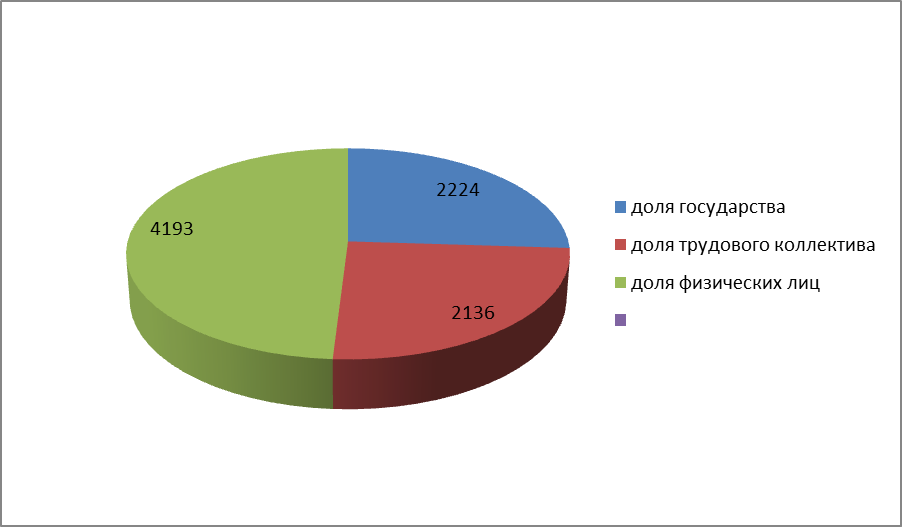 2224
4193
2136
доля государства
доля трудового коллектива
доля физических лиц